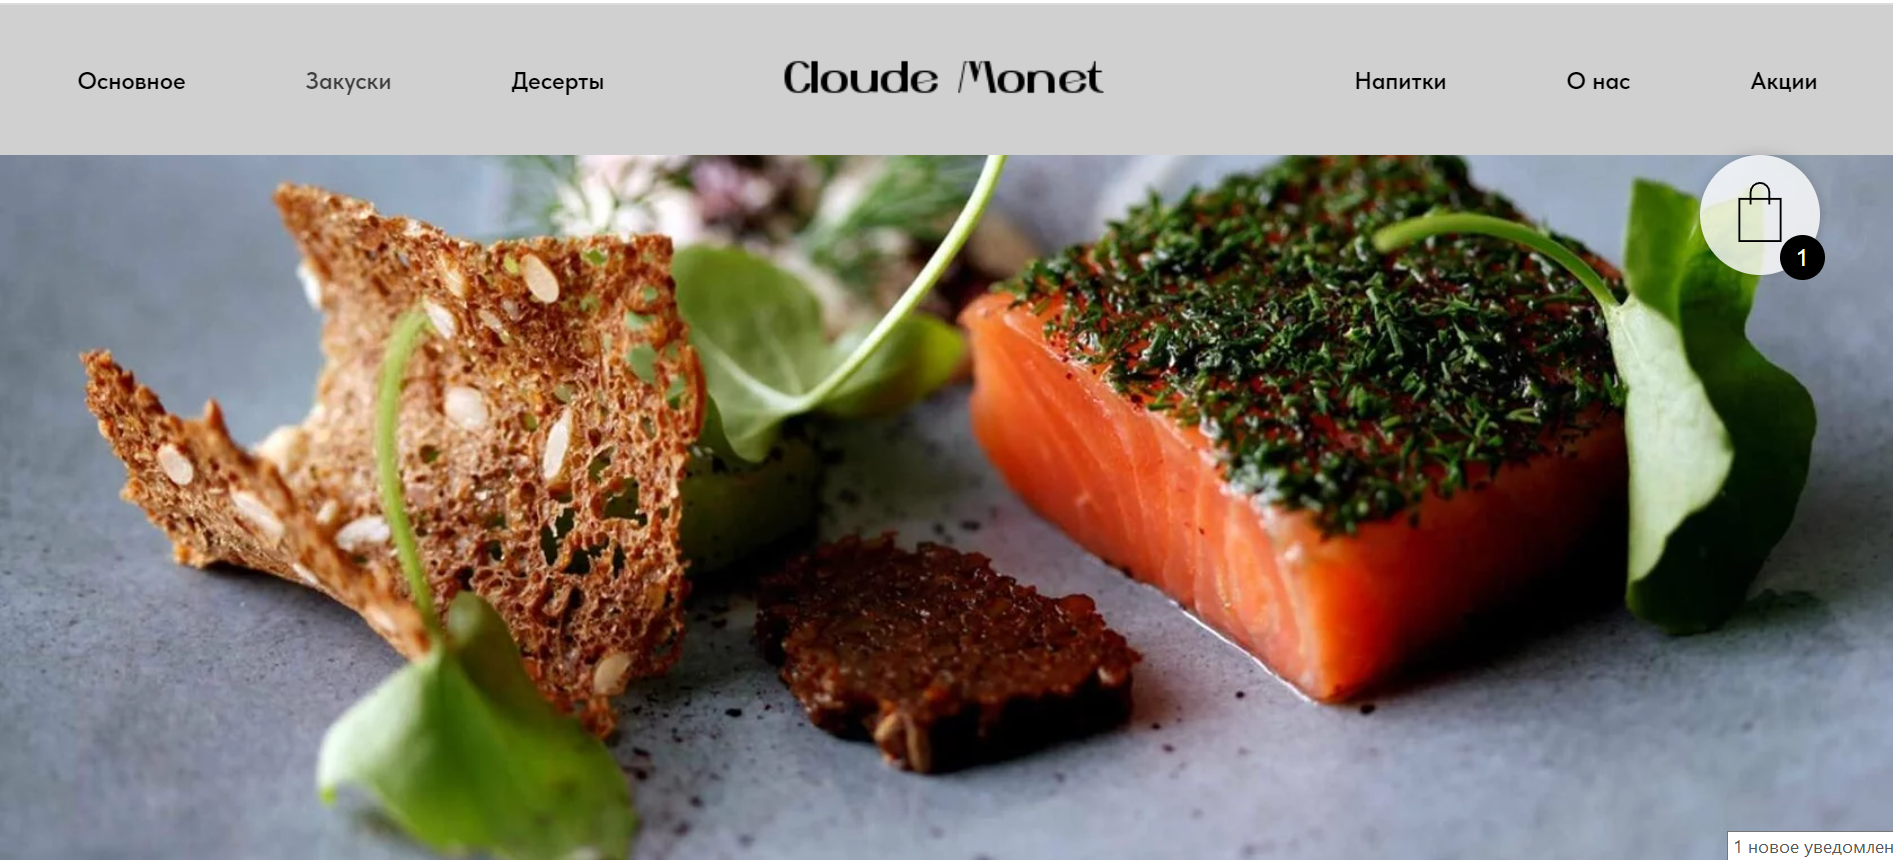 Основное Закуски Десерты Cloude Monet Напитки О нас Акции
1
1 новое уведомлен